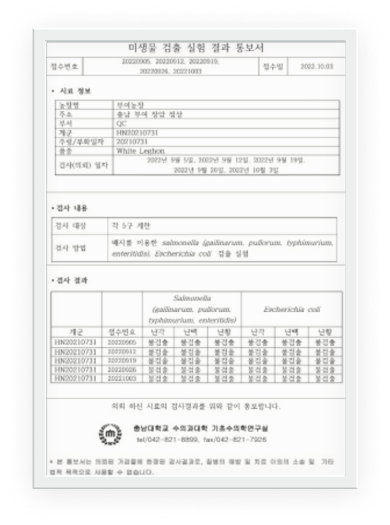 미생물 검출 실험 결과 통보서
접수번호 20220905, 20220912, 20220919, 20220926, 20221003 접수일 2022.10.03
• 시료 정보
농장명 부여농장
주소 충남 부여 장암 정암
부서 QC
계군 HN20210731
수령/부화일자 20210731
품종 White Leghon
검사(의뢰) 일자 2022년 9월 5일, 2022년 9월 12일, 2022년 9월 19일,
2022년 9월 26일, 2022년 10월 3일
• 검사 내용
검사 대상 각 5구 계란
검사 방법 배지를 이용한 salmonella (gallinarum, pullorum, typhimurium,
enteritidis), Escherichia coli 검출 실험
• 검사 결과
Salmonella
(gallinarum, pullorum, Escherichia coli
typhimurium, enteritidis)
계군 접수번호 난각 난백 난황 난각 난백 난황
HN20210731 20220905 불검출 불검출 불검출 불검출 불검출 불검출
HN20210731 20220912 불검출 불검출 불검출 불검출 불검출 불검출
HN20210731 20220919 불검출 불검출 불검출 불검출 불검출 불검출
HN20210731 20220926 불검출 불검출 불검출 불검출 불검출 불검출
HN20210731 20221003 불검출 불검출 불검출 불검출 불검출 불검출
의뢰 하신 시료의 검사결과를 위와 같이 통보합니다.
충남대학교 수의과대학 기초수의학연구실
tel/042-821-8899, fax/042-821-7926
* 본 통보서는 의뢰된 가검물에 한정된 검사결과로, 질병의 예방 및 치료 이외의 소송 및 기타
법적 목적으로 사용할 수 없습니다.